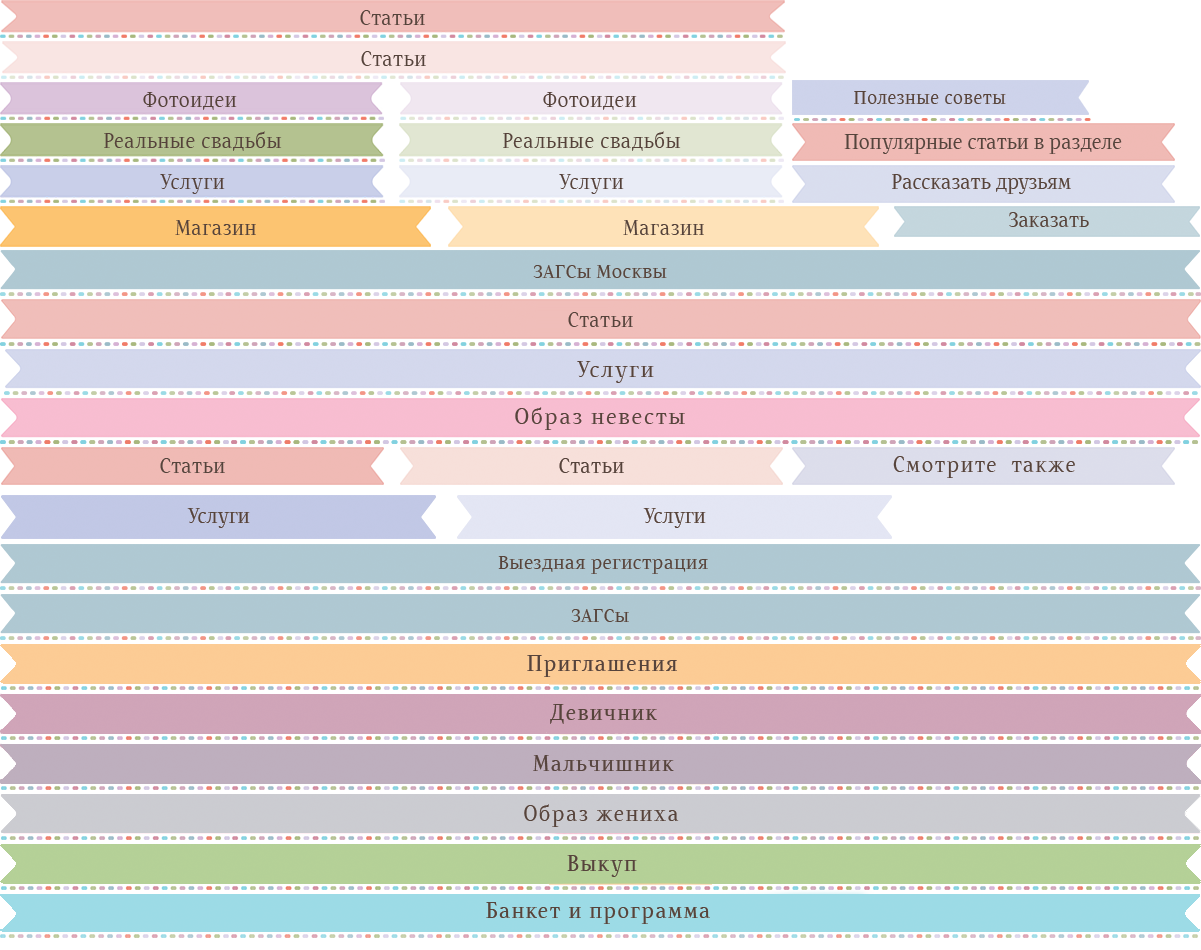 Статьи
Статьи
Фотоидеи
Фотоидеи
Полезные советы
Реальные свадьбы
Реальные свадьбы
Популярные статьи в разделе
Услуги
Услуги
Рассказать друзьям
Магазин
Магазин
Заказать
ЗАГСы Москвы
Статьи
Услуги
Образ невесты
Статьи
Статьи
Смотрите также
Услуги
Услуги
Выездная регистрация
ЗАГСы
Приглашения
Девичник
Мальчишник
Образ жениха
Выкуп
Банкет и программа